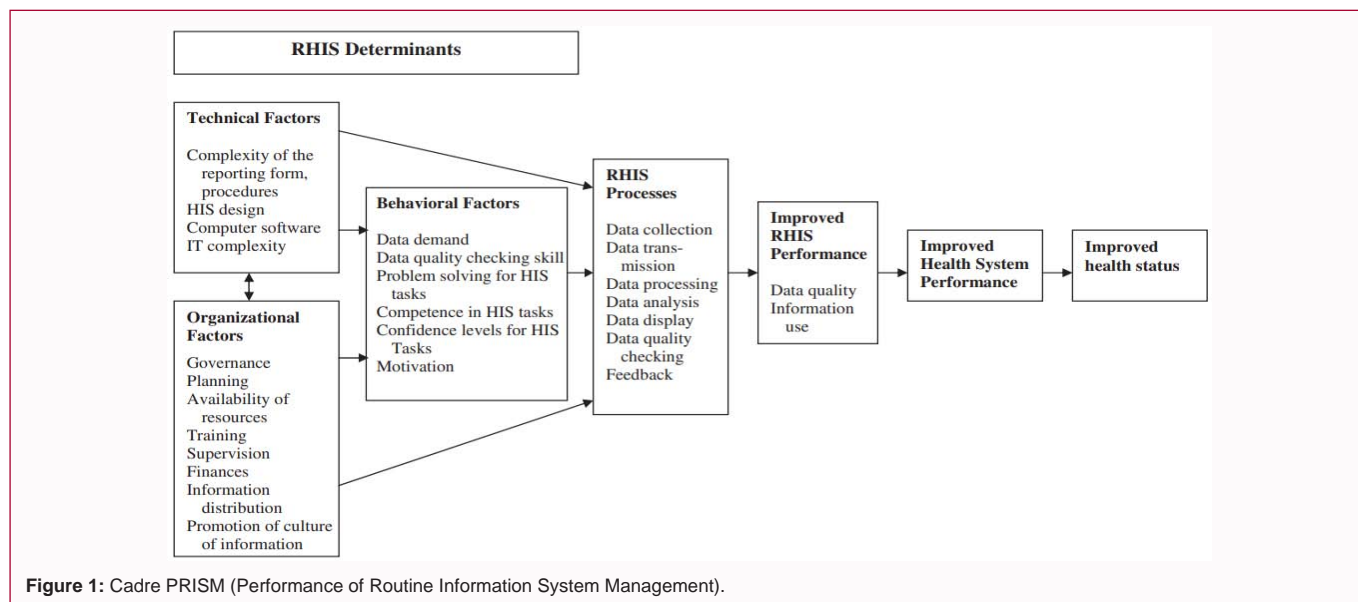 RHIS Determinants
Technical Factors
Complexity of the
reporting form,
procedures
HIS design
Computer software
IT complexity
Organizational
Factors
Governance
Planning
Availability of
resources
Training
Supervision
Finances
Information
distribution
Promotion of culture
of information
Behavioral Factors
Data demand
Data quality checking skill
Problem solving for HIS
tasks
Competence in HIS tasks
Confidence levels for HIS
Tasks
Motivation
RHIS
Processes
Data collection
Data trans-
mission
Data processing
Data analysis
Data display
Data quality
checking
Feedback
Improved
RHIS
Performance
Data quality
Information
use
Improved
Health System
Performance
Improved
health status
Figure 1: Cadre PRISM (Performance of Routine Information System Management).